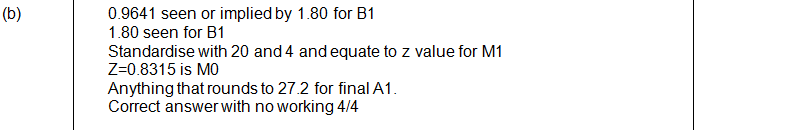 (b)
0.9641 seen or implied by 1.80 for B1
1.80 seen for B1
Standardise with 20 and 4 and equate to z value for M1
Z=0.8315 is M0
Anything that rounds to 27.2 for final A1.
Correct answer with no working 4/4